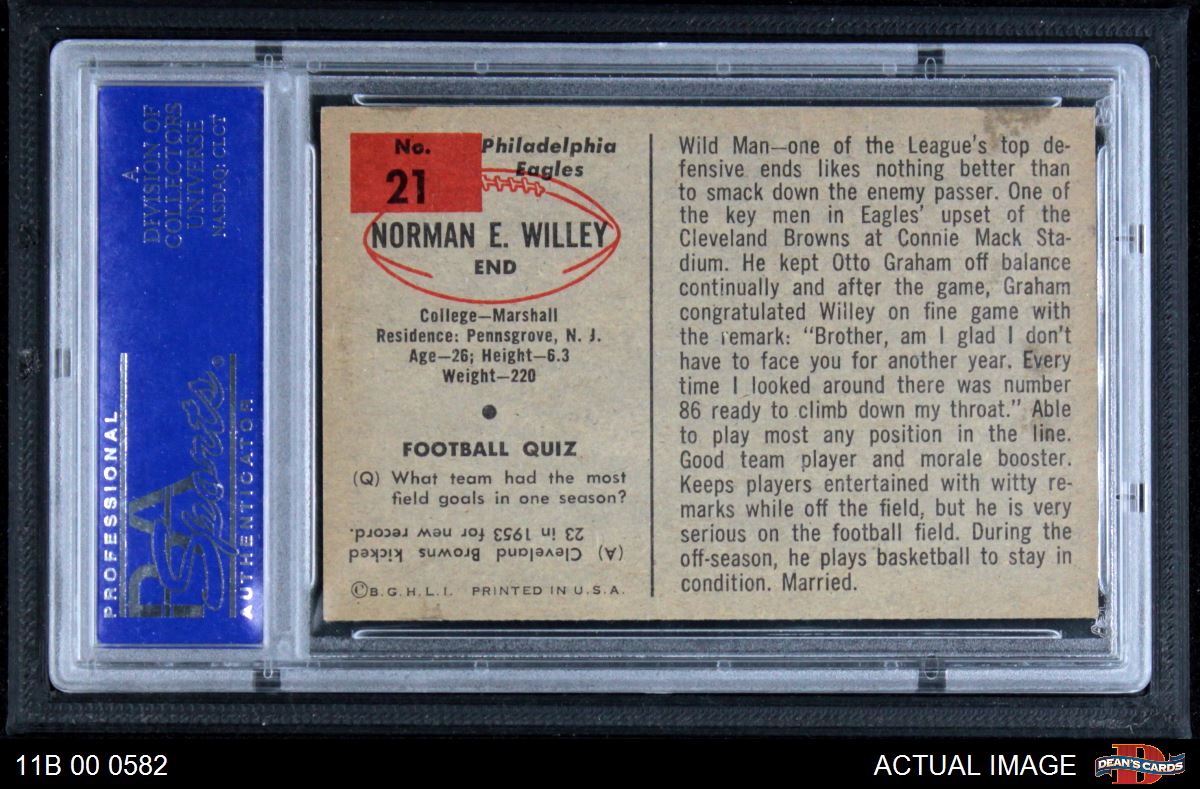 A
DIVISION OF
COLLECTORS
UNIVERSE
NASDAQ: CLCT
PROFESSIONAL
PSA
Sports
AUTHENTICATOR
No.
21
Philadelphia
Eagles
NORMAN E. WILLEY
END
College—Marshall
Residence: Pennsgrove, N. J.
Age—26; Height—6.3
Weight—220
FOOTBALL QUIZ
(Q) What team had the most
field goals in one season?
(A) Cleveland Browns kicked
23 in 1953 for new record.
©B.G.H.L.I. PRINTED IN U.S.A.
Wild Man—one of the League's top de-
fensive ends likes nothing better than
to smack down the enemy passer. One of
the key men in Eagles' upset of the
Cleveland Browns at Connie Mack Sta-
dium. He kept Otto Graham off balance
continually and after the game, Graham
congratulated Willey on fine game with
the remark: "Brother, am I glad I don't
have to face you for another year. Every
time I looked around there was number
86 ready to climb down my throat." Able
to play most any position in the line.
Good team player and morale booster.
Keeps players entertained with witty re-
marks while off the field, but he is very
serious on the football field. During the
off-season, he plays basketball to stay in
condition. Married.
11B 00 0582
ACTUAL IMAGE
DEAN'S CARDS